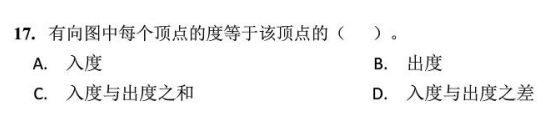 17. 有向图中每个顶点的度等于该顶点的（ ）。
A. 入度 B. 出度
C. 入度与出度之和 D. 入度与出度之差